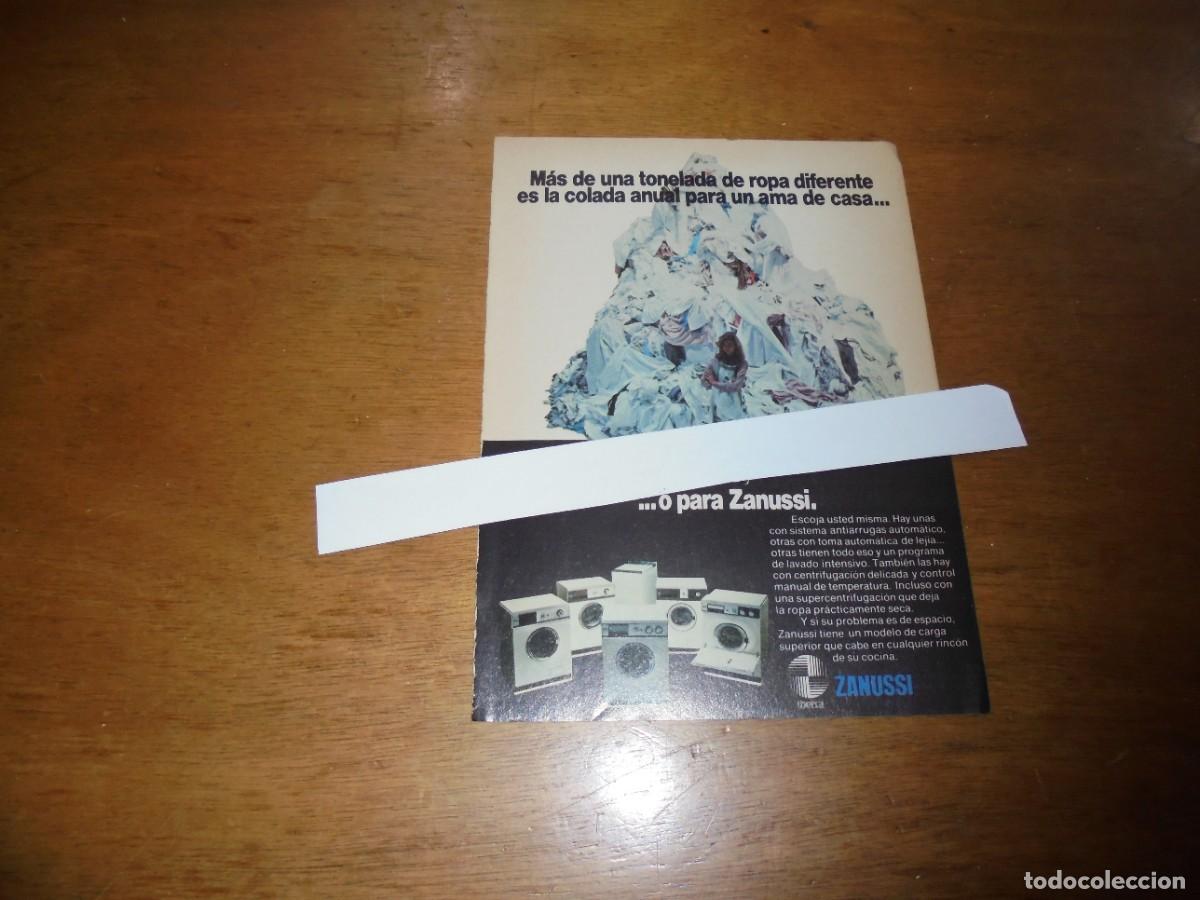 Más de una tonelada de ropa diferente
es la colada anual para un ama de casa...
...o para Zanussi.
Escoja usted misma. Hay unas
con sistema antiarrugas automático,
otras con toma automática de lejía...
otras tienen todo eso y un programa
de lavado intensivo. También las hay
con centrifugación delicada y control
manual de temperatura. Incluso con
una supercentrifugación que deja
la ropa prácticamente seca.
Y si su problema es de espacio,
Zanussi tiene un modelo de carga
superior que cabe en cualquier rincón
de su cocina.
ZANUSSI
todocoleccion